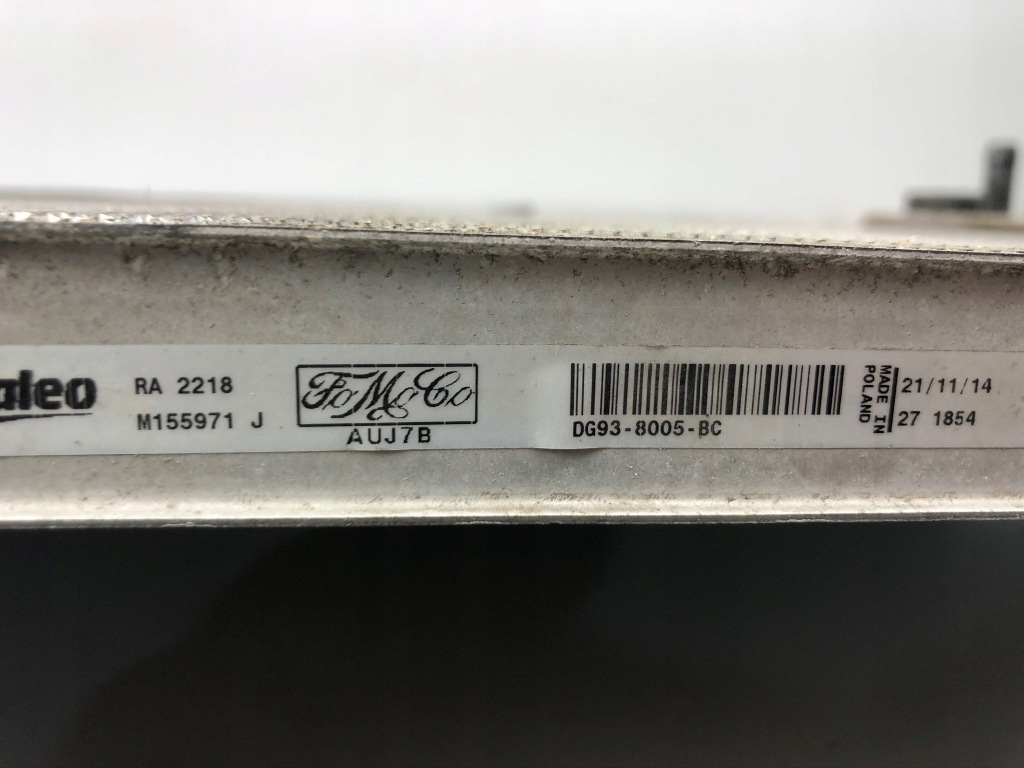 aleo
RA 2218
M155971 J
FoMoCo
AUJ7B
DG93-8005-BC
MADE IN
POLAND
21/11/14
27 1854